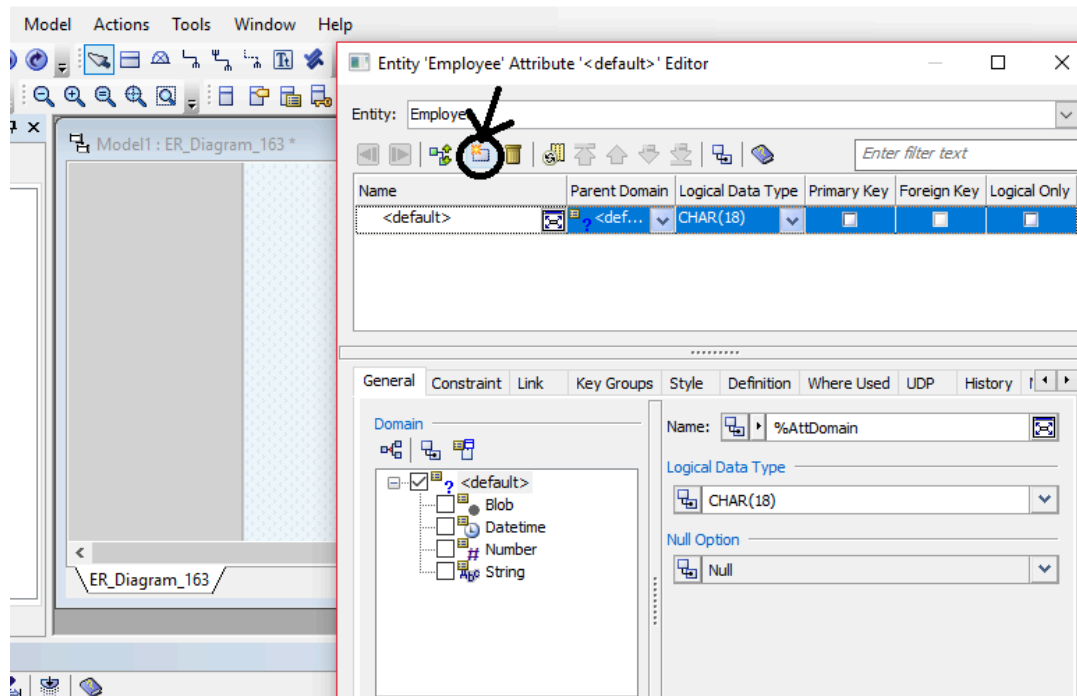 Model Actions Tools Window Help
Entity 'Employee' Attribute '<default>' Editor
Entity: Employee
Model1 : ER_Diagram_163 *
Enter filter text
Name Parent Domain Logical Data Type Primary Key Foreign Key Logical Only
<default> <def... CHAR(18)
General Constraint Link Key Groups Style Definition Where Used UDP History
Domain
Name: %AttDomain
Logical Data Type
<default>
CHAR(18)
Blob
Datetime
Null Option
Number
String
Null
ER_Diagram_163